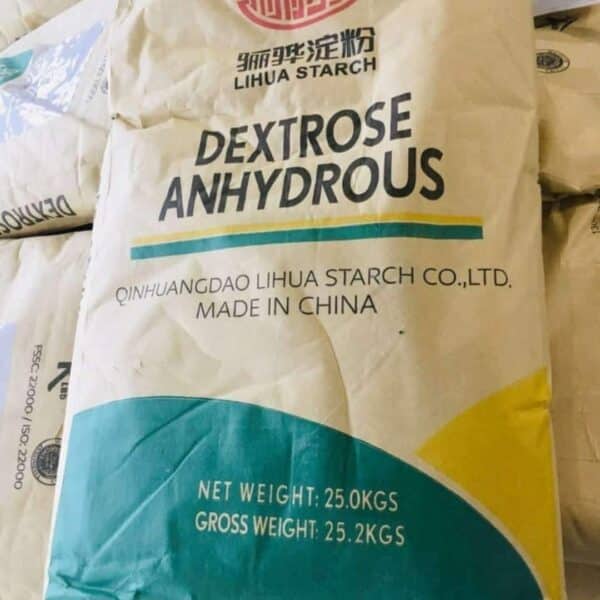 骊骅淀粉
LIHUA STARCH
DEXTROSE
ANHYDROUS
QINHUANGDAO LIHUA STARCH CO.,LTD.
MADE IN CHINA
NET WEIGHT: 25.0KGS
GROSS WEIGHT: 25.2KGS
DEXTROSE
FSSC 22000 / ISO: 22000